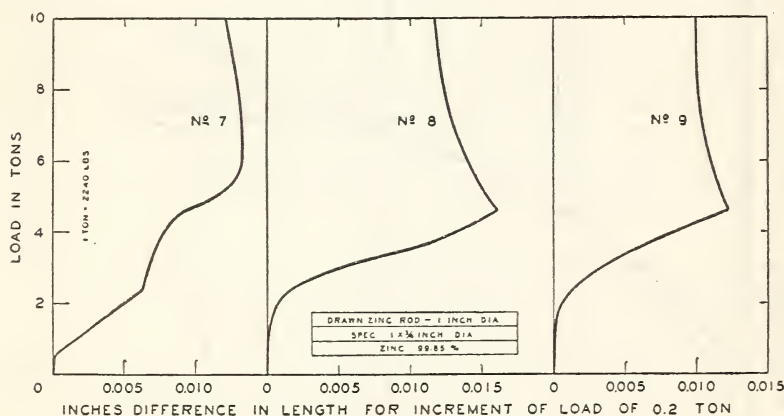 10
8
6
4
2
LOAD IN TONS
1 TON = 2240 LBS
Nº 7
Nº 8
Nº 9
DRAWN ZINC ROD - 1 INCH DIA
SPEC 1 X ¾ INCH DIA
ZINC 99.85 %
0 0.005 0.010 0 0.005 0.010 0.015 0 0.005 0.010 0.015
INCHES DIFFERENCE IN LENGTH FOR INCREMENT OF LOAD OF 0.2 TON